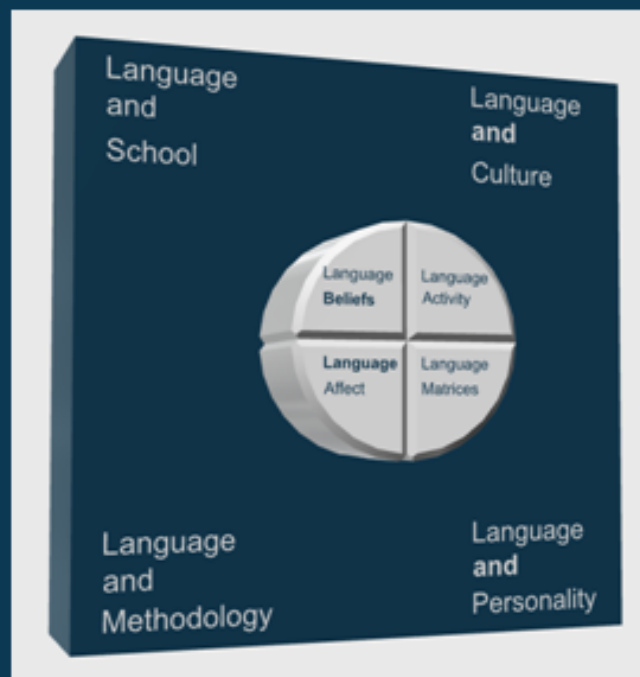 Language
and
School
Language
and
Culture
Language
Beliefs
Language
Activity
Language
Affect
Language
Matrices
Language
and
Methodology
Language
and
Personality